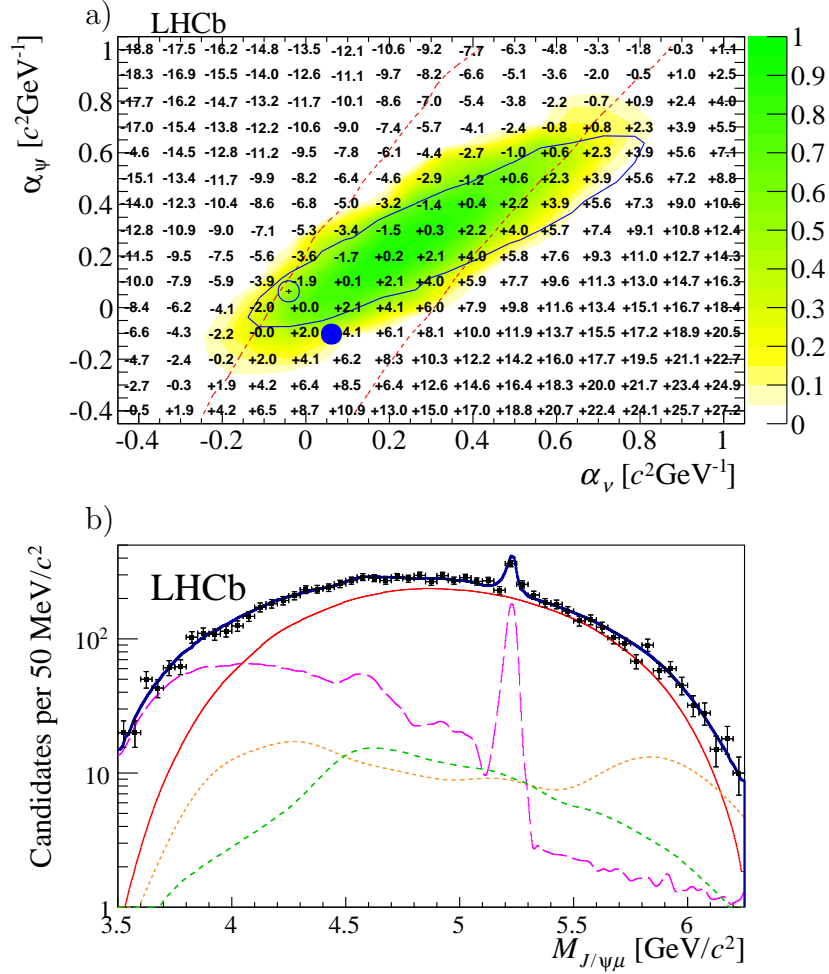 a)
LHCb
α_ψ [c²GeV⁻¹]
1
0.8
0.6
0.4
0.2
0
-0.2
-0.4
-18.8 -17.5 -16.2 -14.8 -13.5 -12.1 -10.6 -9.2 -7.7 -6.3 -4.8 -3.3 -1.8 -0.3 +1.1
-18.3 -16.9 -15.5 -14.0 -12.6 -11.1 -9.7 -8.2 -6.6 -5.1 -3.6 -2.0 -0.5 +1.0 +2.5
-17.7 -16.2 -14.7 -13.2 -11.7 -10.1 -8.6 -7.0 -5.4 -3.8 -2.2 -0.7 +0.9 +2.4 +4.0
-17.0 -15.4 -13.8 -12.2 -10.6 -9.0 -7.4 -5.7 -4.1 -2.4 -0.8 +0.8 +2.3 +3.9 +5.5
-14.5 -12.8 -11.2 -9.5 -7.8 -6.1 -4.4 -2.7 -1.0 +0.6 +2.3 +3.9 +5.6 +7.1
-15.1 -13.4 -11.7 -9.9 -8.2 -6.4 -4.6 -2.9 -1.2 +0.6 +2.3 +3.9 +5.6 +7.2 +8.8
-14.0 -12.3 -10.4 -8.6 -6.8 -5.0 -3.2 -1.4 +0.4 +2.2 +3.9 +5.6 +7.3 +9.0 +10.6
-12.8 -10.9 -9.0 -7.1 -5.3 -3.4 -1.5 +0.3 +2.2 +4.0 +5.7 +7.4 +9.1 +10.8 +12.4
-11.5 -9.5 -7.5 -5.6 -3.6 -1.7 +0.2 +2.1 +4.0 +5.8 +7.6 +9.3 +11.0 +12.7 +14.3
-10.0 -7.9 -5.9 -3.9 -1.9 +0.1 +2.1 +4.0 +5.9 +7.7 +9.6 +11.3 +13.0 +14.7 +16.3
-8.4 -6.2 -4.1 -2.0 +0.0 +2.1 +4.1 +6.0 +7.9 +9.8 +11.6 +13.4 +15.1 +16.7 +18.4
-6.6 -4.3 -2.2 -0.0 +2.0 +4.1 +6.1 +8.1 +10.0 +11.9 +13.7 +15.5 +17.2 +18.9 +20.5
-4.7 -2.4 -0.2 +2.0 +4.1 +6.2 +8.3 +10.3 +12.2 +14.2 +16.0 +17.7 +19.5 +21.1 +22.7
-2.7 -0.3 +1.9 +4.2 +6.4 +8.5 +6.4 +12.6 +14.6 +16.4 +18.3 +20.0 +21.7 +23.4 +24.9
-0.5 +1.9 +4.2 +6.5 +8.7 +10.9 +13.0 +15.0 +17.0 +18.8 +20.7 +22.4 +24.1 +25.7 +27.2
-0.4 -0.2 0 0.2 0.4 0.6 0.8 1
α_ν [c²GeV⁻¹]
1
0.9
0.8
0.7
0.6
0.5
0.4
0.3
0.2
0.1
0
b)
LHCb
Candidates per 50 MeV/c²
10²
10
1
3.5 4 4.5 5 5.5 6
M_J/ψμ [GeV/c²]